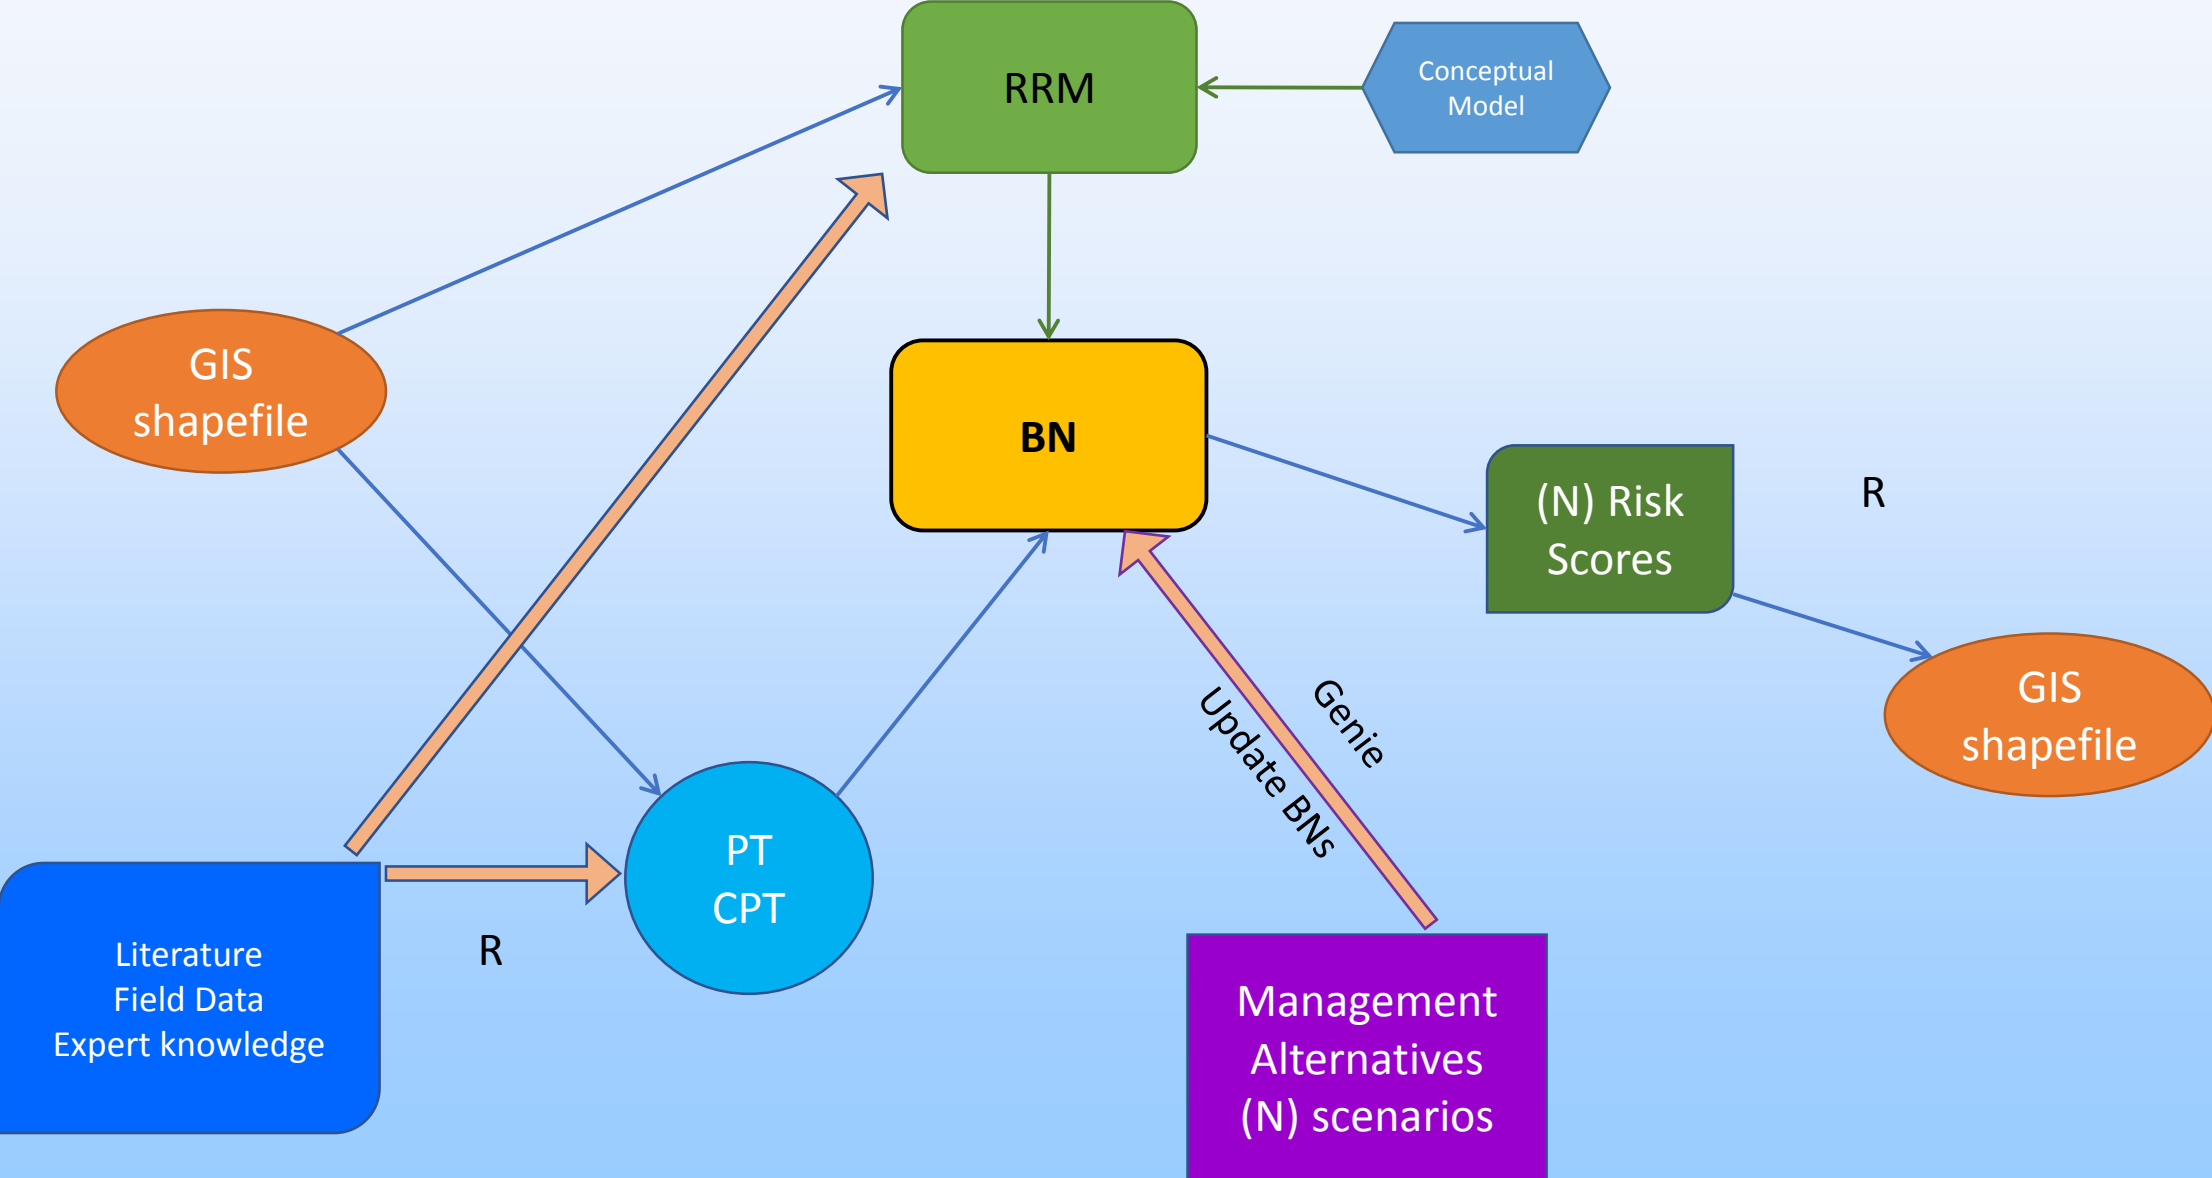 RRM
Conceptual
Model
GIS
shapefile
BN
(N) Risk
Scores
R
GIS
shapefile
Genie
Update BNs
PT
CPT
R
Literature
Field Data
Expert knowledge
Management
Alternatives
(N) scenarios